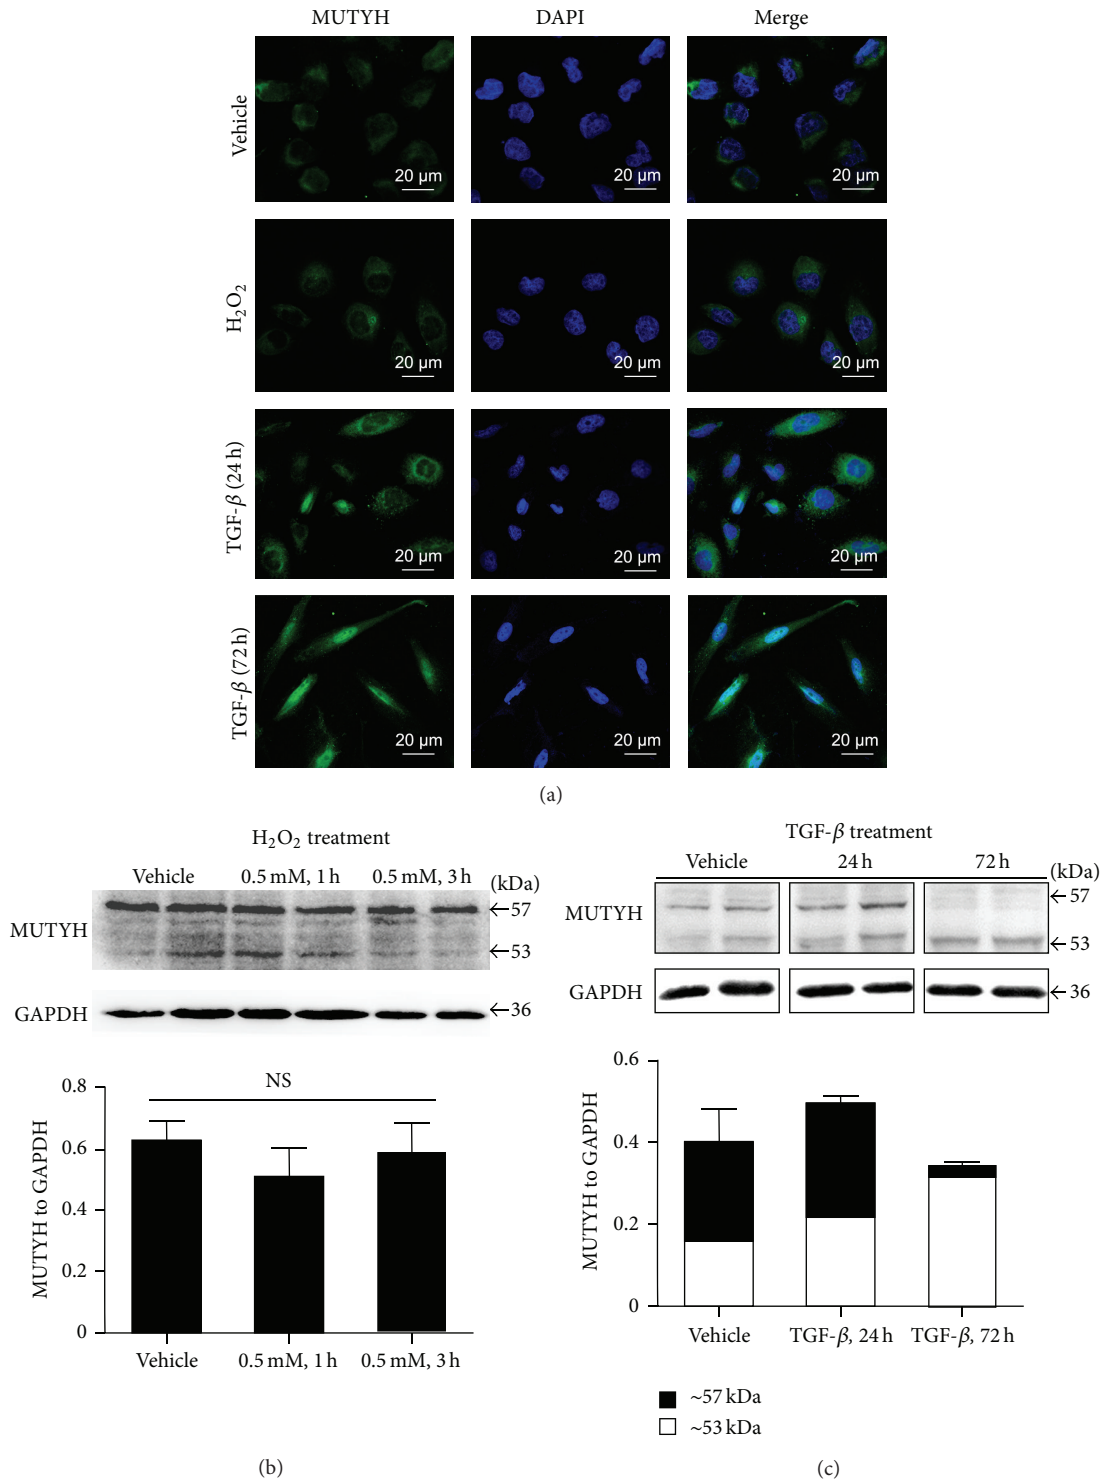 MUTYH DAPI Merge
Vehicle
20 μm 20 μm 20 μm
H₂O₂
20 μm 20 μm 20 μm
TGF-β (24 h)
20 μm 20 μm 20 μm
TGF-β (72 h)
20 μm 20 μm 20 μm
(a)
H₂O₂ treatment
Vehicle 0.5 mM, 1 h 0.5 mM, 3 h (kDa)
MUTYH ←57
←53
GAPDH ←36
NS
MUTYH to GAPDH
0.8
0.6
0.4
0.2
0
Vehicle 0.5 mM, 1 h 0.5 mM, 3 h
(b)
TGF-β treatment
Vehicle 24 h 72 h (kDa)
MUTYH ←57
←53
GAPDH ←36
MUTYH to GAPDH
0.6
0.4
0.2
0
Vehicle TGF-β, 24 h TGF-β, 72 h
~57 kDa
~53 kDa
(c)